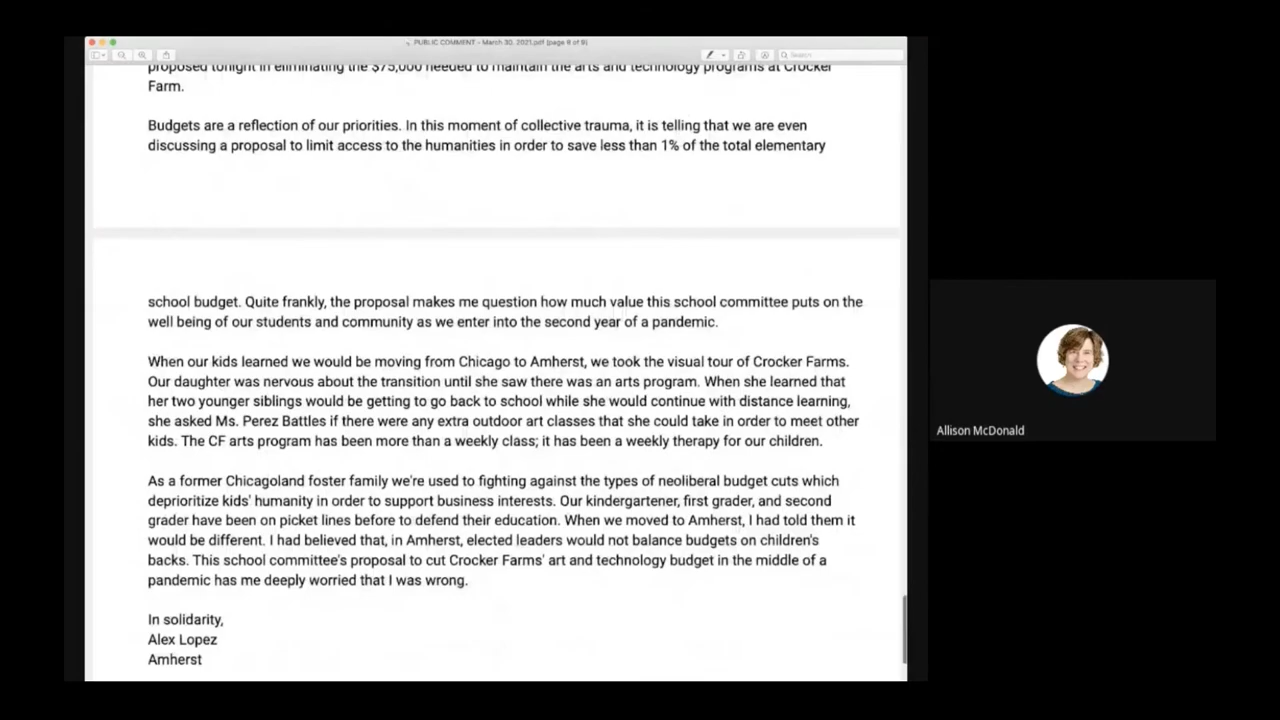 PUBLIC COMMENT - March 30, 2021.pdf (page 8 of 9)
Search
proposed tonight in eliminating the $75,000 needed to maintain the arts and technology programs at Crocker
Farm.
Budgets are a reflection of our priorities. In this moment of collective trauma, it is telling that we are even
discussing a proposal to limit access to the humanities in order to save less than 1% of the total elementary
school budget. Quite frankly, the proposal makes me question how much value this school committee puts on the
well being of our students and community as we enter into the second year of a pandemic.
When our kids learned we would be moving from Chicago to Amherst, we took the visual tour of Crocker Farms.
Our daughter was nervous about the transition until she saw there was an arts program. When she learned that
her two younger siblings would be getting to go back to school while she would continue with distance learning,
she asked Ms. Perez Battles if there were any extra outdoor art classes that she could take in order to meet other
kids. The CF arts program has been more than a weekly class; it has been a weekly therapy for our children.
As a former Chicagoland foster family we're used to fighting against the types of neoliberal budget cuts which
deprioritize kids' humanity in order to support business interests. Our kindergartener, first grader, and second
grader have been on picket lines before to defend their education. When we moved to Amherst, I had told them it
would be different. I had believed that, in Amherst, elected leaders would not balance budgets on children's
backs. This school committee's proposal to cut Crocker Farms' art and technology budget in the middle of a
pandemic has me deeply worried that I was wrong.
In solidarity,
Alex Lopez
Amherst
Allison McDonald